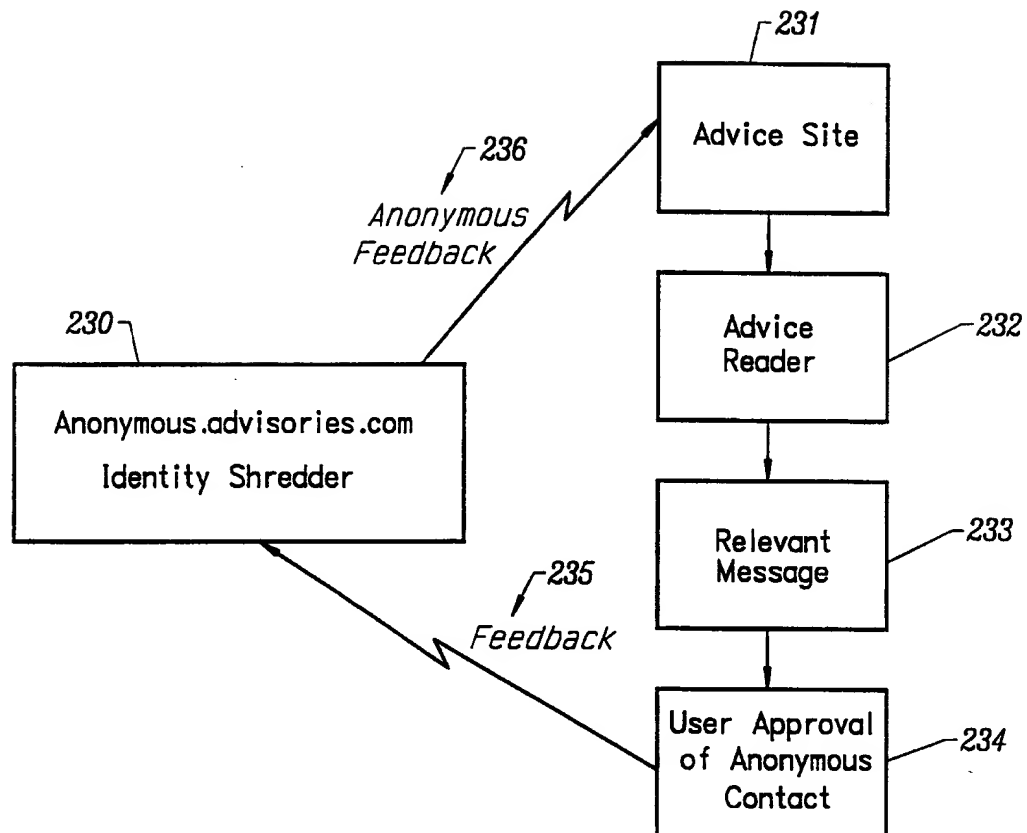 231
Advice Site
236
Anonymous
Feedback
230
Anonymous.advisories.com
Identity Shredder
Advice
Reader
232
Relevant
Message
233
235
Feedback
User Approval
of Anonymous
Contact
234